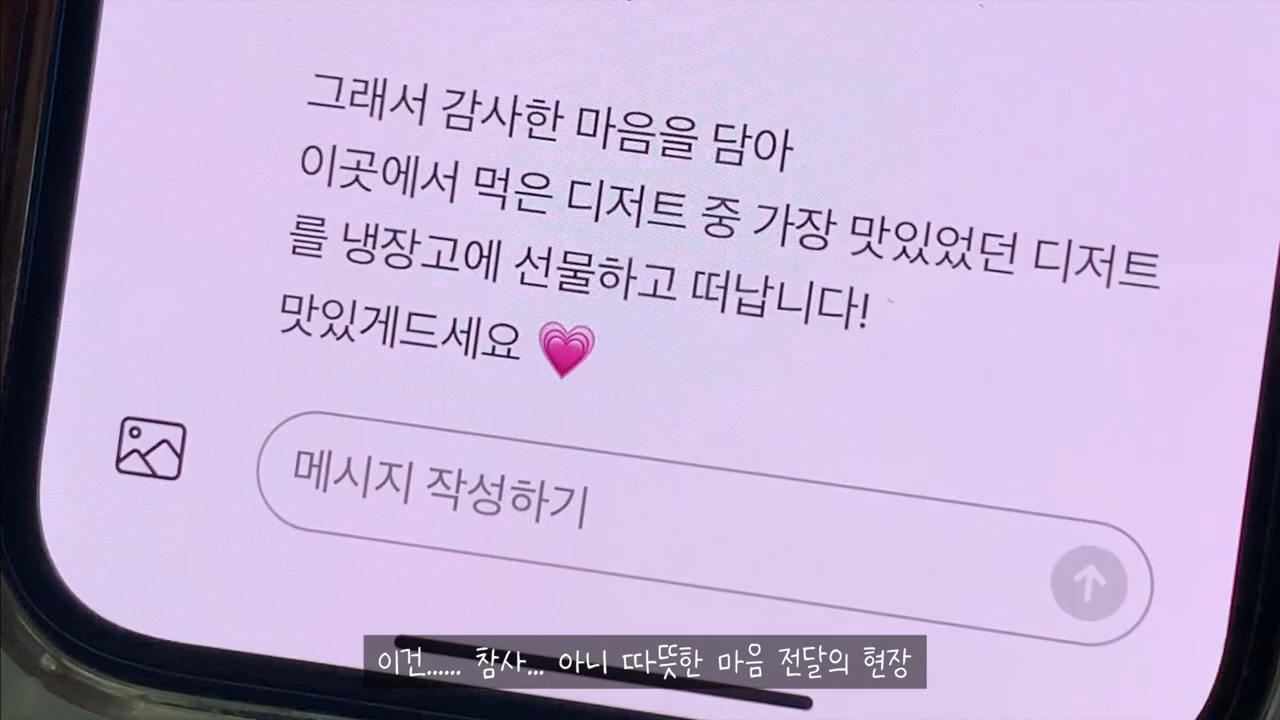 그래서 감사한 마음을 담아
이곳에서 먹은 디저트 중 가장 맛있었던 디저트
를 냉장고에 선물하고 떠납니다!
맛있게드세요 💗
메시지 작성하기
이건...... 참사... 아니 따뜻한 마음 전달의 현장